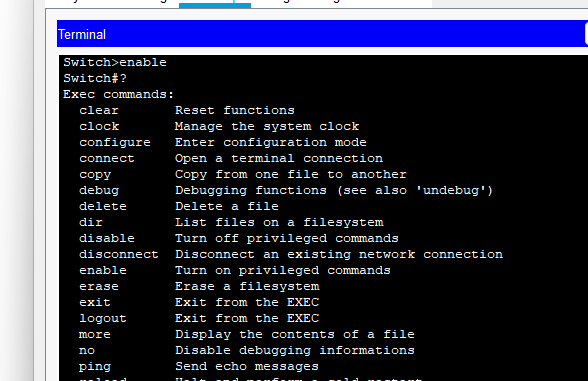 Terminal
Switch>enable
Switch#?
Exec commands:
clear Reset functions
clock Manage the system clock
configure Enter configuration mode
connect Open a terminal connection
copy Copy from one file to another
debug Debugging functions (see also 'undebug')
delete Delete a file
dir List files on a filesystem
disable Turn off privileged commands
disconnect Disconnect an existing network connection
enable Turn on privileged commands
erase Erase a filesystem
exit Exit from the EXEC
logout Exit from the EXEC
more Display the contents of a file
no Disable debugging informations
ping Send echo messages